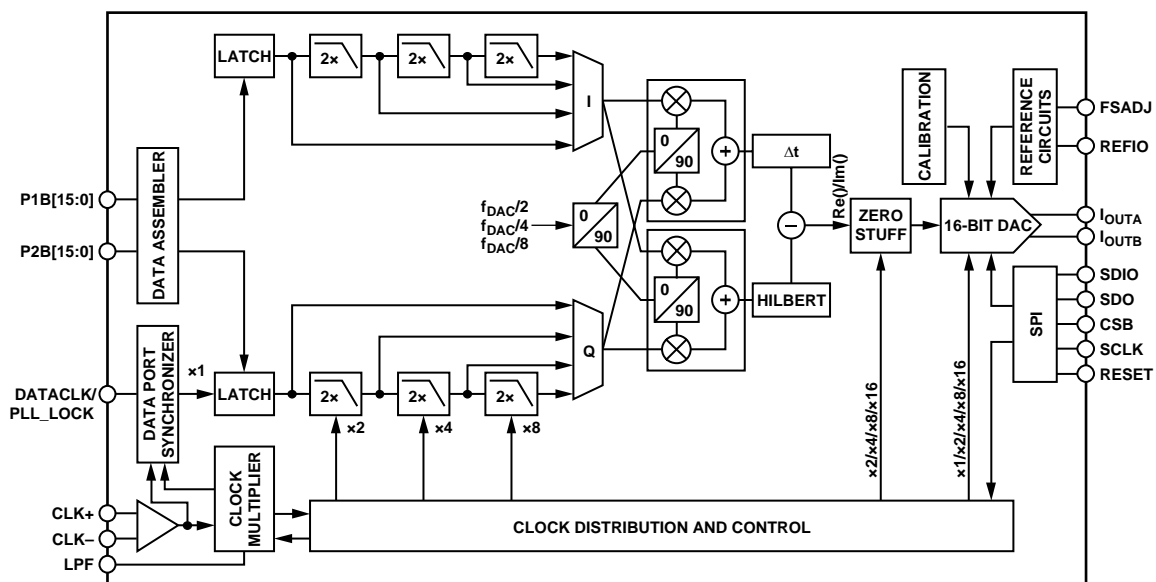 LATCH
2×
2×
2×
I
0
90
Δt
CALIBRATION
REFERENCE
CIRCUITS
FSADJ
REFIO
P1B[15:0]
P2B[15:0]
DATA ASSEMBLER
fDAC/2
fDAC/4
fDAC/8
0
90
Re()/Im()
ZERO
STUFF
16-BIT DAC
IOUTA
IOUTB
0
90
HILBERT
SPI
SDIO
SDO
CSB
SCLK
RESET
DATACLK/
PLL_LOCK
DATA PORT
SYNCHRONIZER
×1
LATCH
2×
2×
2×
Q
×2
×4
×8
×2/×4/×8/×16
×1/×2/×4/×8/×16
CLK+
CLK–
LPF
CLOCK
MULTIPLIER
CLOCK DISTRIBUTION AND CONTROL